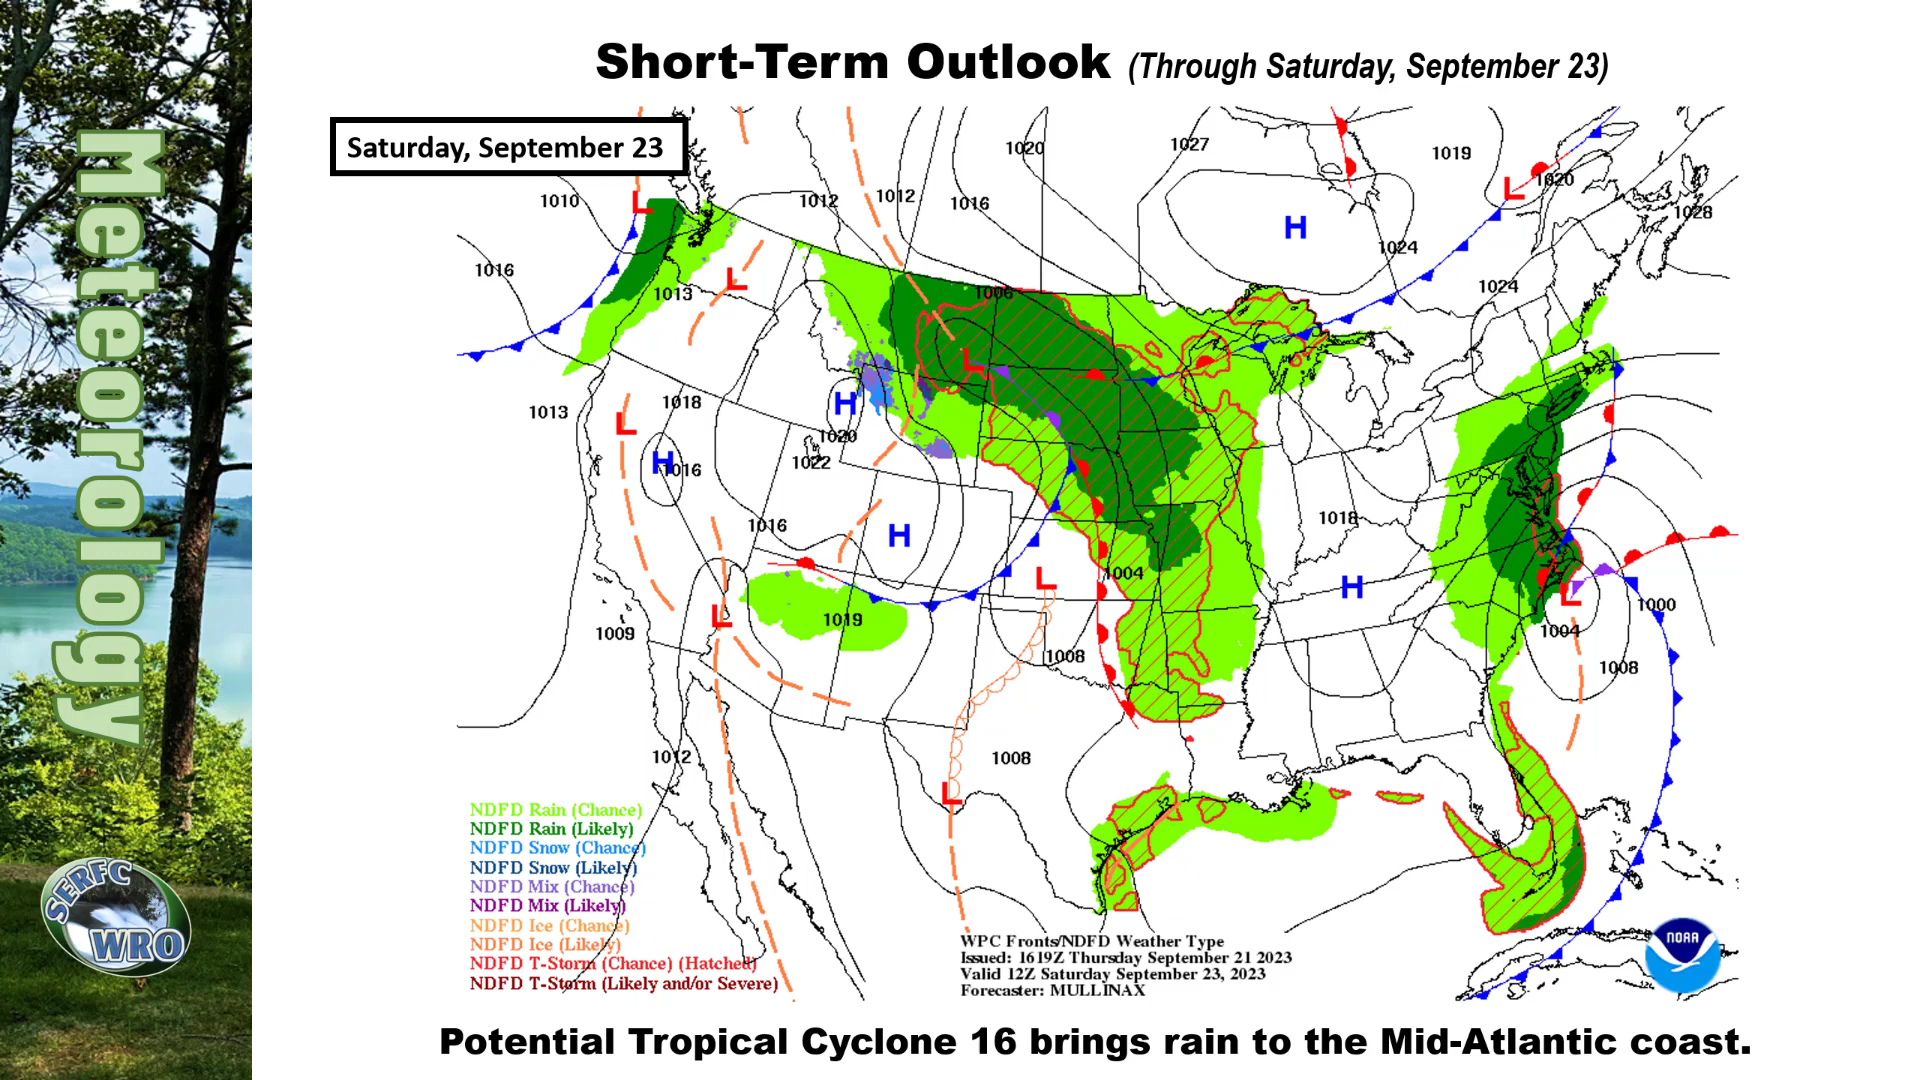 Short-Term Outlook (Through Saturday, September 23)
Meteorology
Saturday, September 23
1020
1027
1019
1020
1010
1012
1012
1016
1028
H
L
L
1024
1016
L
1013
1006
1024
L
1013
1018
H
L
1020
H
1016
1022
1016
H
1018
1004
L
H
L
1000
1009
L
1019
1004
1008
1008
1012
1008
L
NDFD Rain (Chance)
NDFD Rain (Likely)
NDFD Snow (Chance)
NDFD Snow (Likely)
NDFD Mix (Chance)
NDFD Mix (Likely)
NDFD Ice (Chance)
NDFD Ice (Likely)
NDFD T-Storm (Chance) (Hatched)
NDFD T-Storm (Likely and/or Severe)
WPC Fronts/NDFD Weather Type
Issued: 1619Z Thursday September 21 2023
Valid 12Z Saturday September 23, 2023
Forecaster: MULLINAX
NOAA
SERFC
WRO
Potential Tropical Cyclone 16 brings rain to the Mid-Atlantic coast.